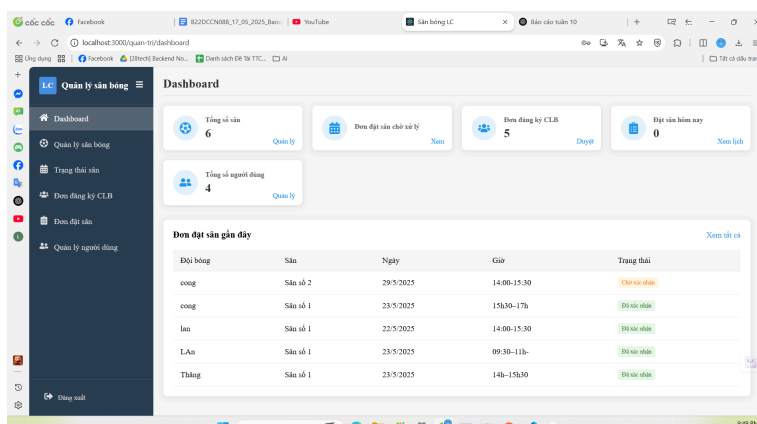 cốc cốc
Facebook
B22DCCN088_17_05_2025_Baoc
YouTube
Sân bóng LC
Báo cáo tuần 10
localhost:3000/quan-tri/dashboard
Ứng dụng
Facebook
[28tech] Backend No...
Danh sách Đề Tài TTC...
AI
Tất cả dấu tran
LC
Quản lý sân bóng
Dashboard
Quản lý sân bóng
Trạng thái sân
Đơn đăng ký CLB
Đơn đặt sân
Quản lý người dùng
Đăng xuất
Dashboard
Tổng số sân
6
Quản lý
Đơn đặt sân chờ xử lý
Xem
Đơn đăng ký CLB
5
Duyệt
Đặt sân hôm nay
0
Xem lịch
Tổng số người dùng
4
Quản lý
Đơn đặt sân gần đây
Xem tất cả
Đội bóng Sân Ngày Giờ Trạng thái
cong Sân số 2 29/5/2025 14:00-15:30 Chờ xác nhận
cong Sân số 1 23/5/2025 15h30–17h Đã xác nhận
lan Sân số 1 22/5/2025 14:00-15:30 Đã xác nhận
LAn Sân số 1 23/5/2025 09:30–11h- Đã xác nhận
Thăng Sân số 1 23/5/2025 14h–15h30 Đã xác nhận